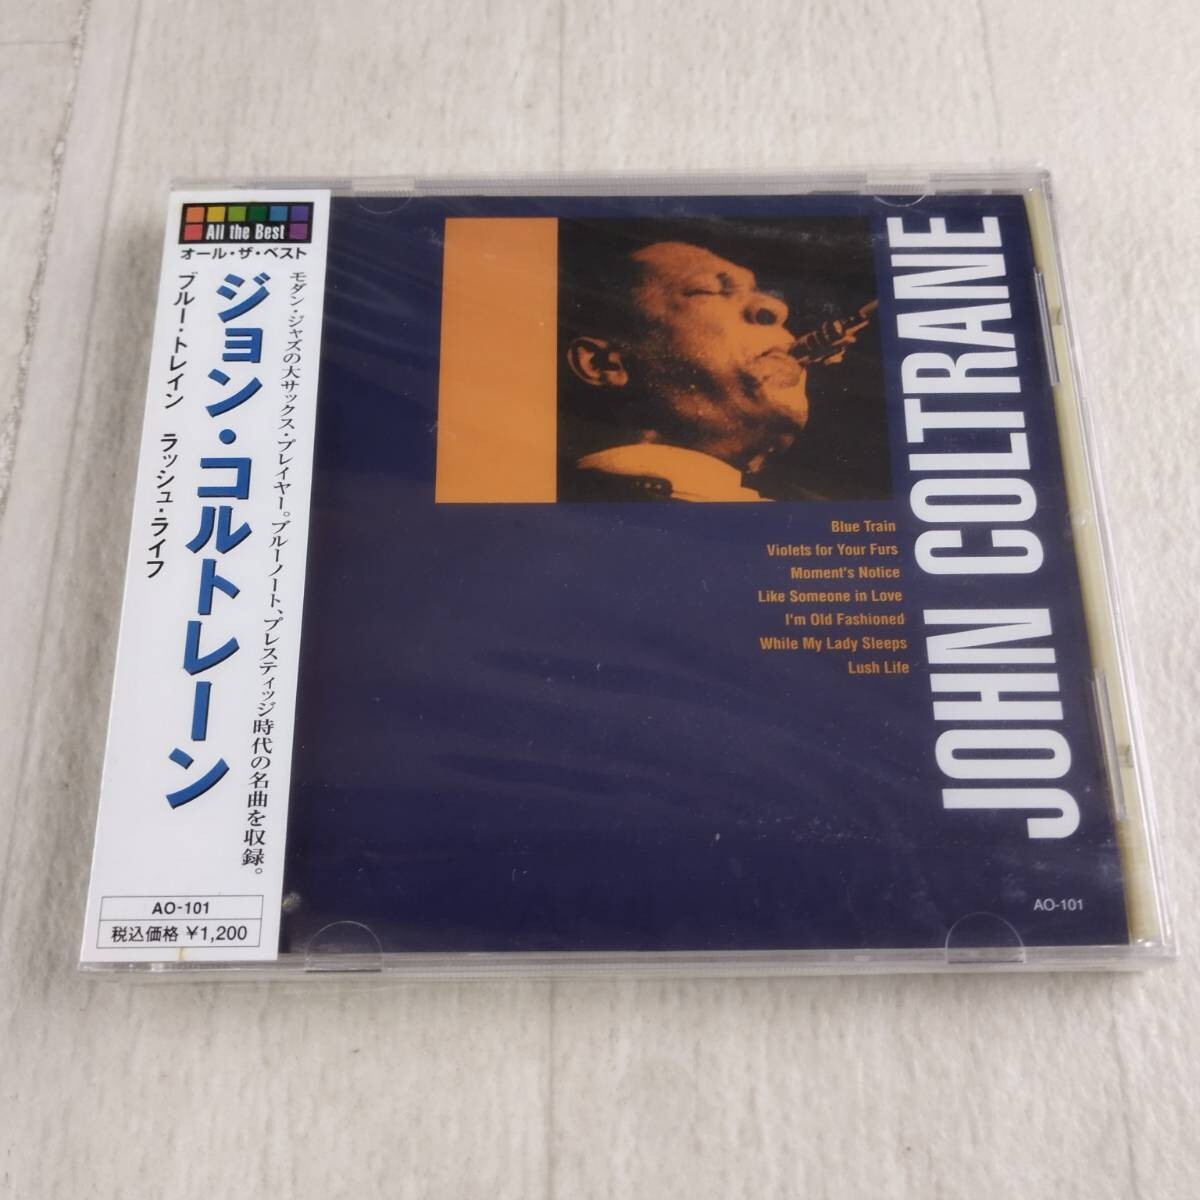 All the Best
オール・ザ・ベスト
モダン・ジャズの大サックス・プレイヤー。ブルーノート、プレスティッジ時代の名曲を収録。
ジョン・コルトレーン
ブルー・トレイン ラッシュ・ライフ
AO-101
税込価格 ¥1,200
JOHN COLTRANE
Blue Train
Violets for Your Furs
Moment's Notice
Like Someone in Love
I'm Old Fashioned
While My Lady Sleeps
Lush Life
AO-101